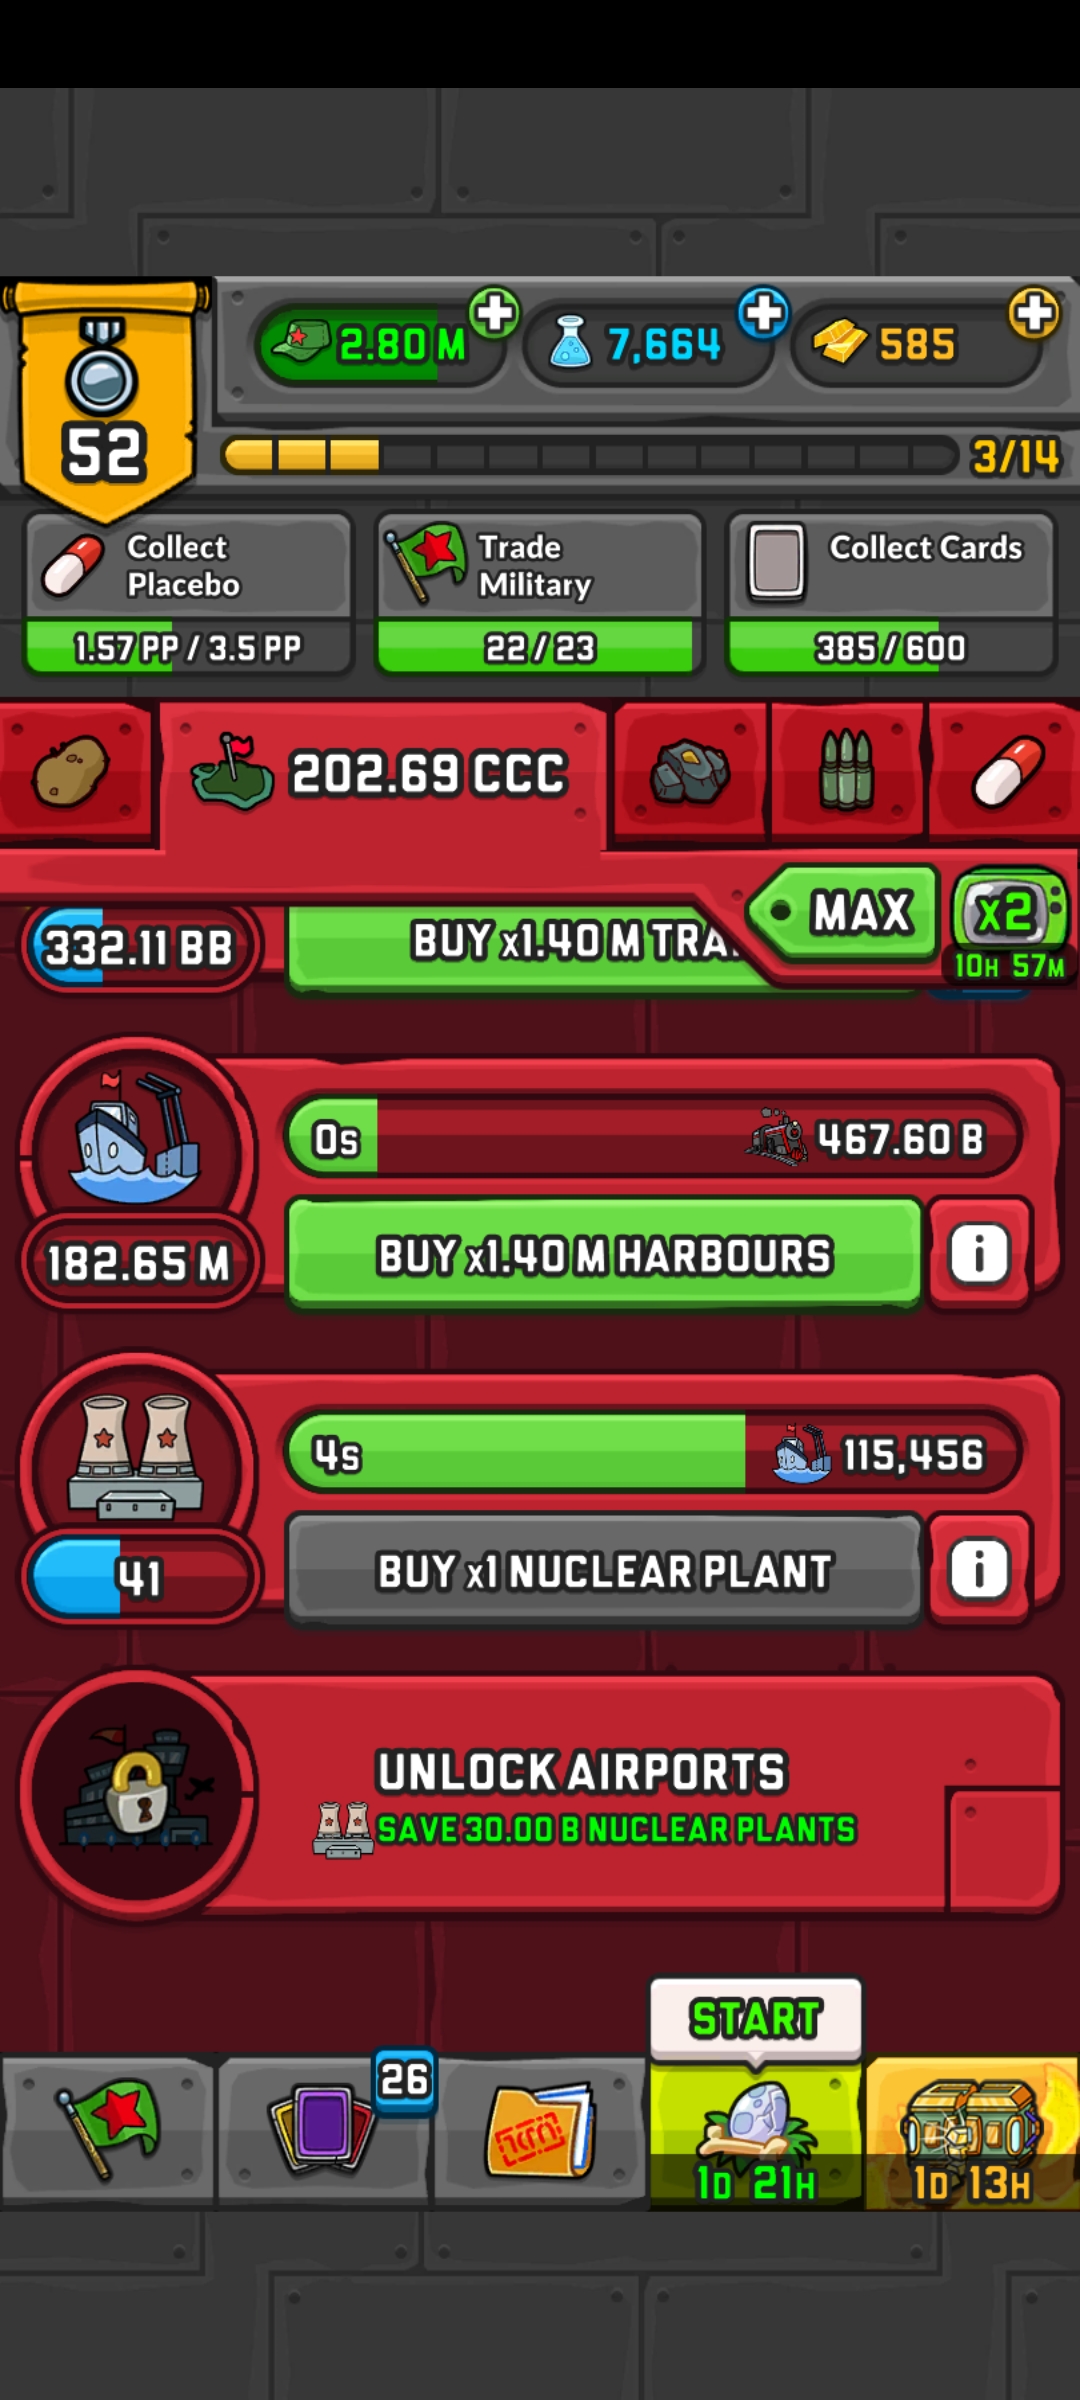 2.80 M
7,664
585
52
3/14
Collect
Placebo
1.57 PP / 3.5 PP
Trade
Military
22 / 23
Collect Cards
385 / 600
202.69 CCC
MAX
x2
10H 57M
332.11 BB
BUY x1.40 M TRA
0s
467.60 B
182.65 M
BUY x1.40 M HARBOURS
i
4s
115,456
41
BUY x1 NUCLEAR PLANT
i
UNLOCK AIRPORTS
SAVE 30.00 B NUCLEAR PLANTS
START
26
1D 21H
1D 13H